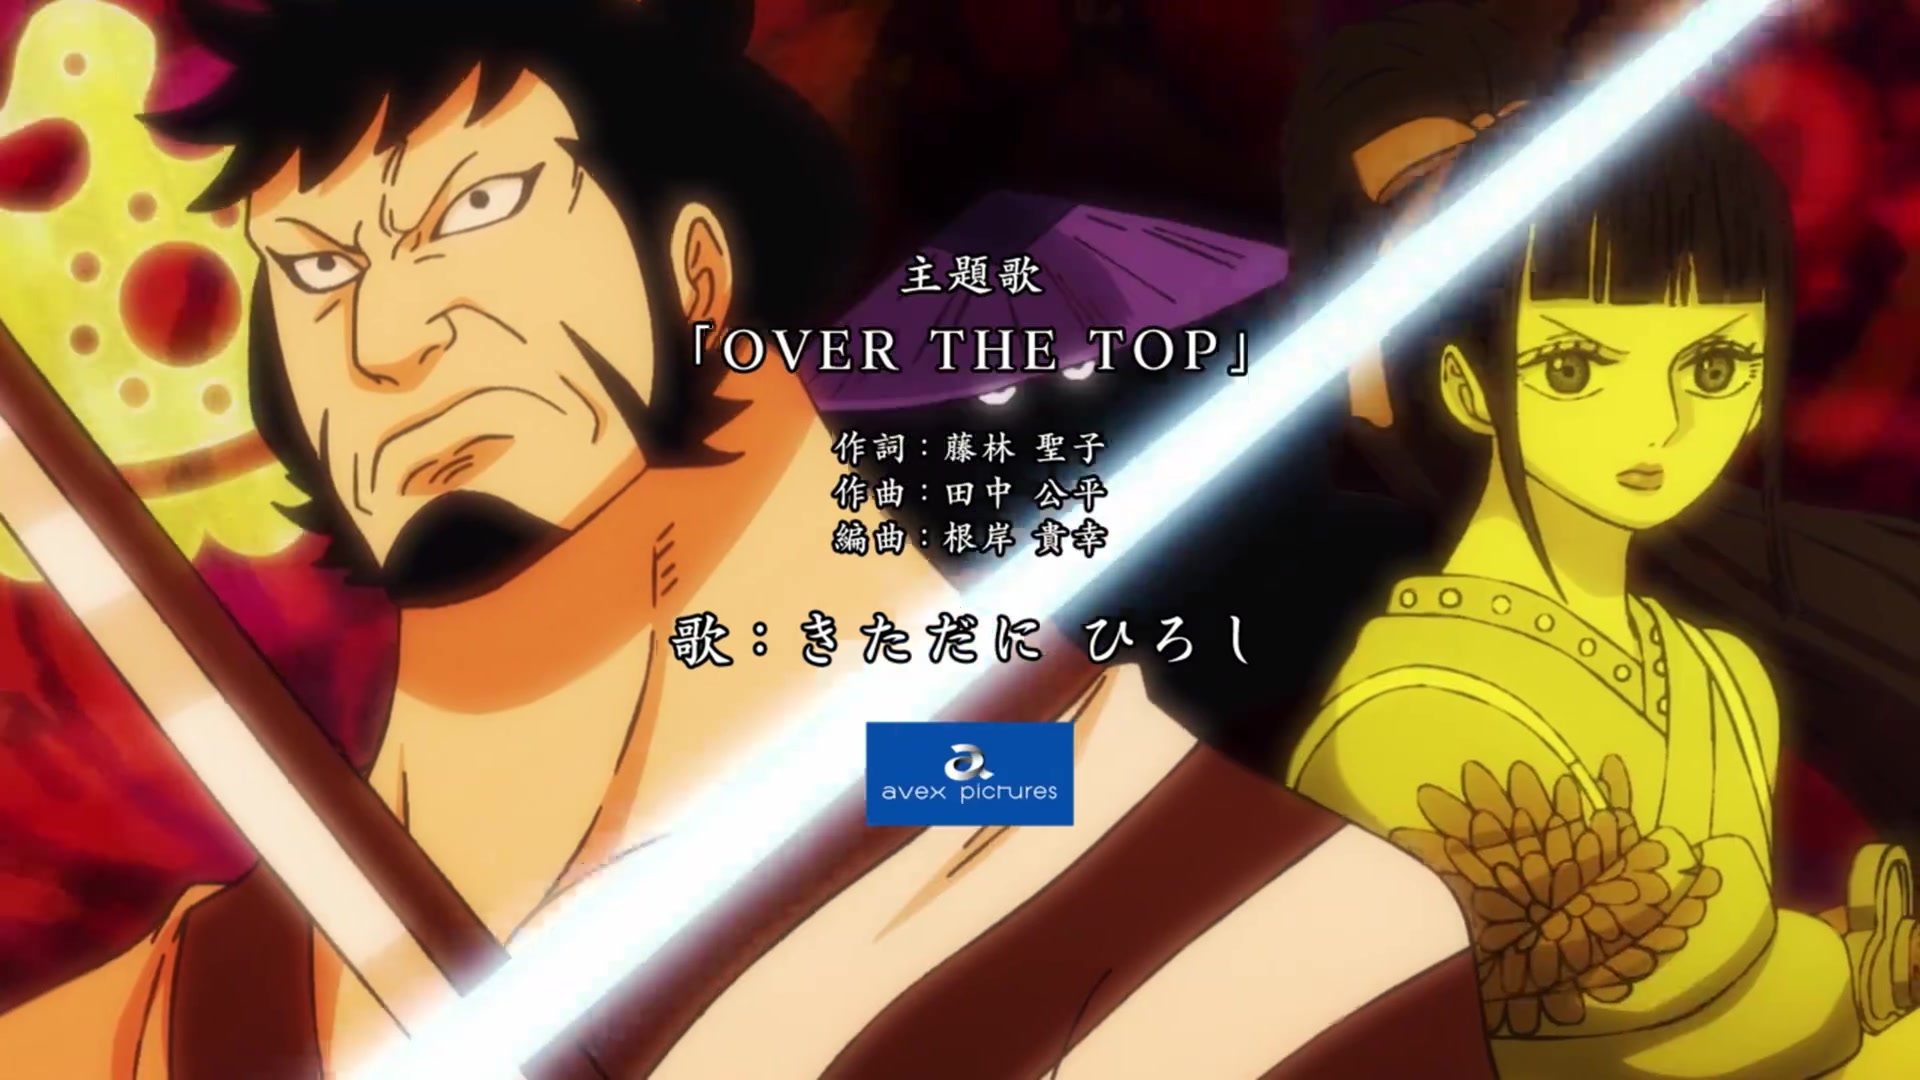 主題歌
「OVER THE TOP」
作詞：藤林 聖子
作曲：田中 公平
編曲：根岸 貴幸
歌：きただに ひろし
avex pictures